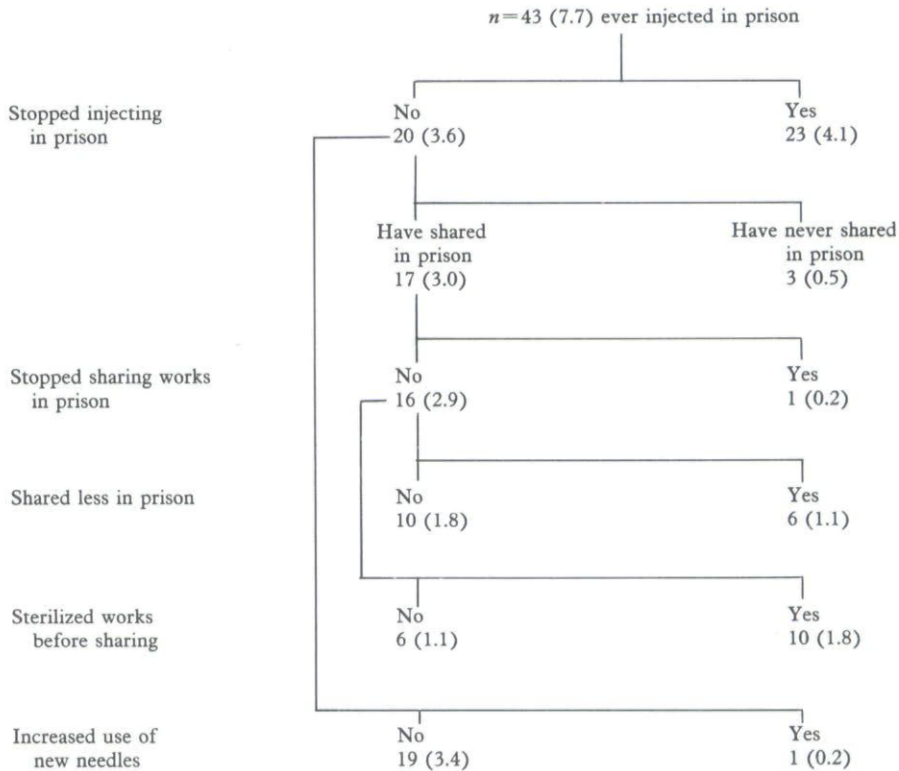 n=43 (7.7) ever injected in prison
Stopped injecting
in prison
No
20 (3.6)
Yes
23 (4.1)
Have shared
in prison
17 (3.0)
Have never shared
in prison
3 (0.5)
Stopped sharing works
in prison
No
16 (2.9)
Yes
1 (0.2)
Shared less in prison
No
10 (1.8)
Yes
6 (1.1)
Sterilized works
before sharing
No
6 (1.1)
Yes
10 (1.8)
Increased use of
new needles
No
19 (3.4)
Yes
1 (0.2)